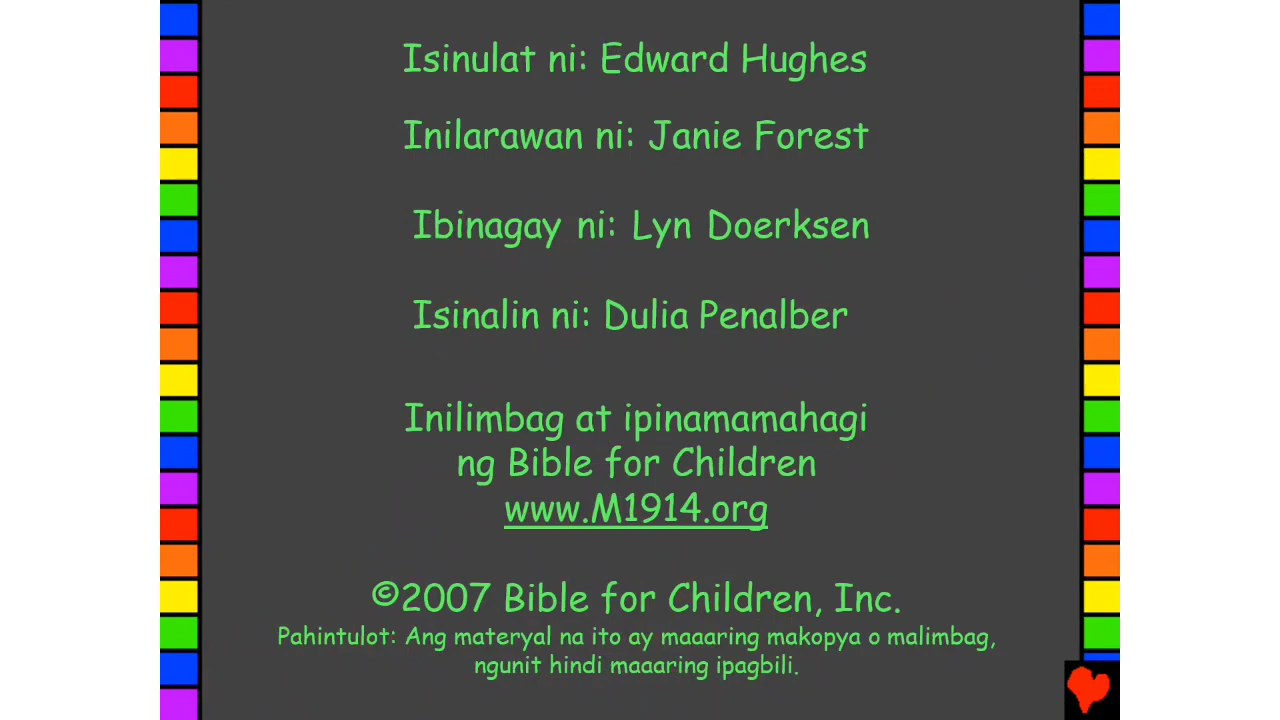 Isinulat ni: Edward Hughes
Inilarawan ni: Janie Forest
Ibinagay ni: Lyn Doerksen
Isinalin ni: Dulia Penalber
Inilimbag at ipinamamahagi
ng Bible for Children
www.M1914.org
©2007 Bible for Children, Inc.
Pahintulot: Ang materyal na ito ay maaaring makopya o malimbag,
ngunit hindi maaaring ipagbili.